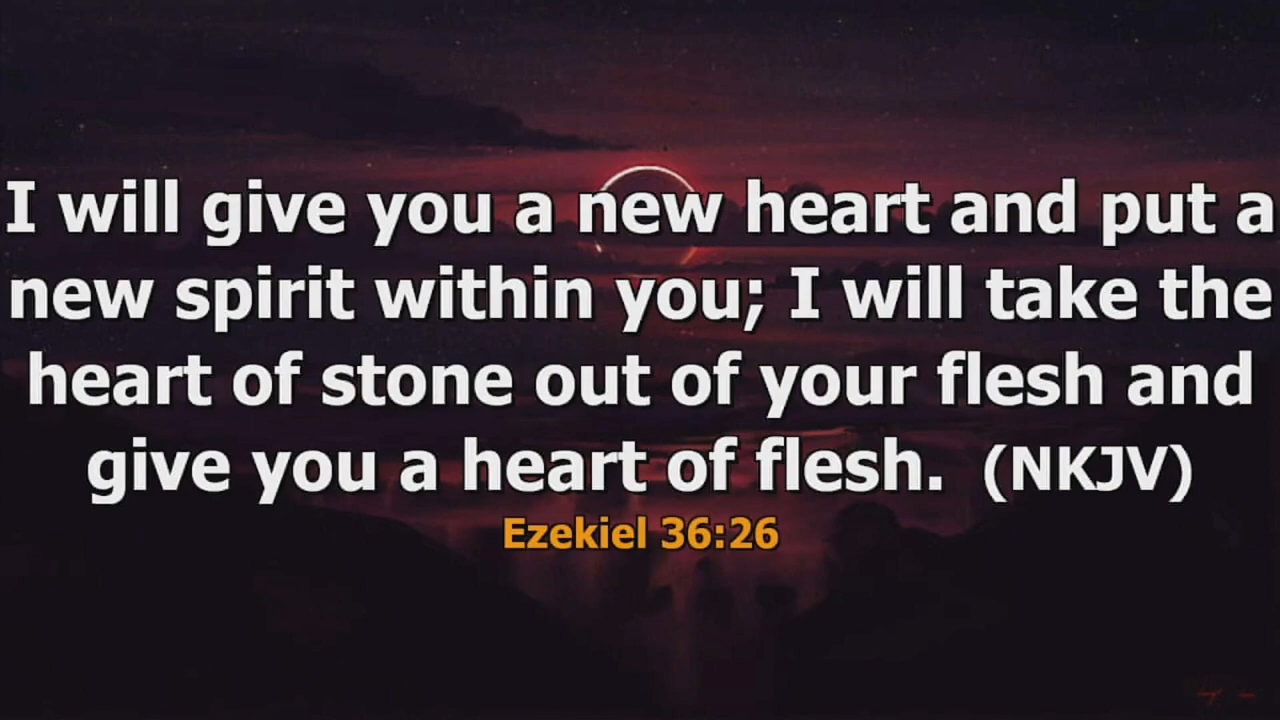 I will give you a new heart and put a
new spirit within you; I will take the
heart of stone out of your flesh and
give you a heart of flesh.  (NKJV)
Ezekiel 36:26